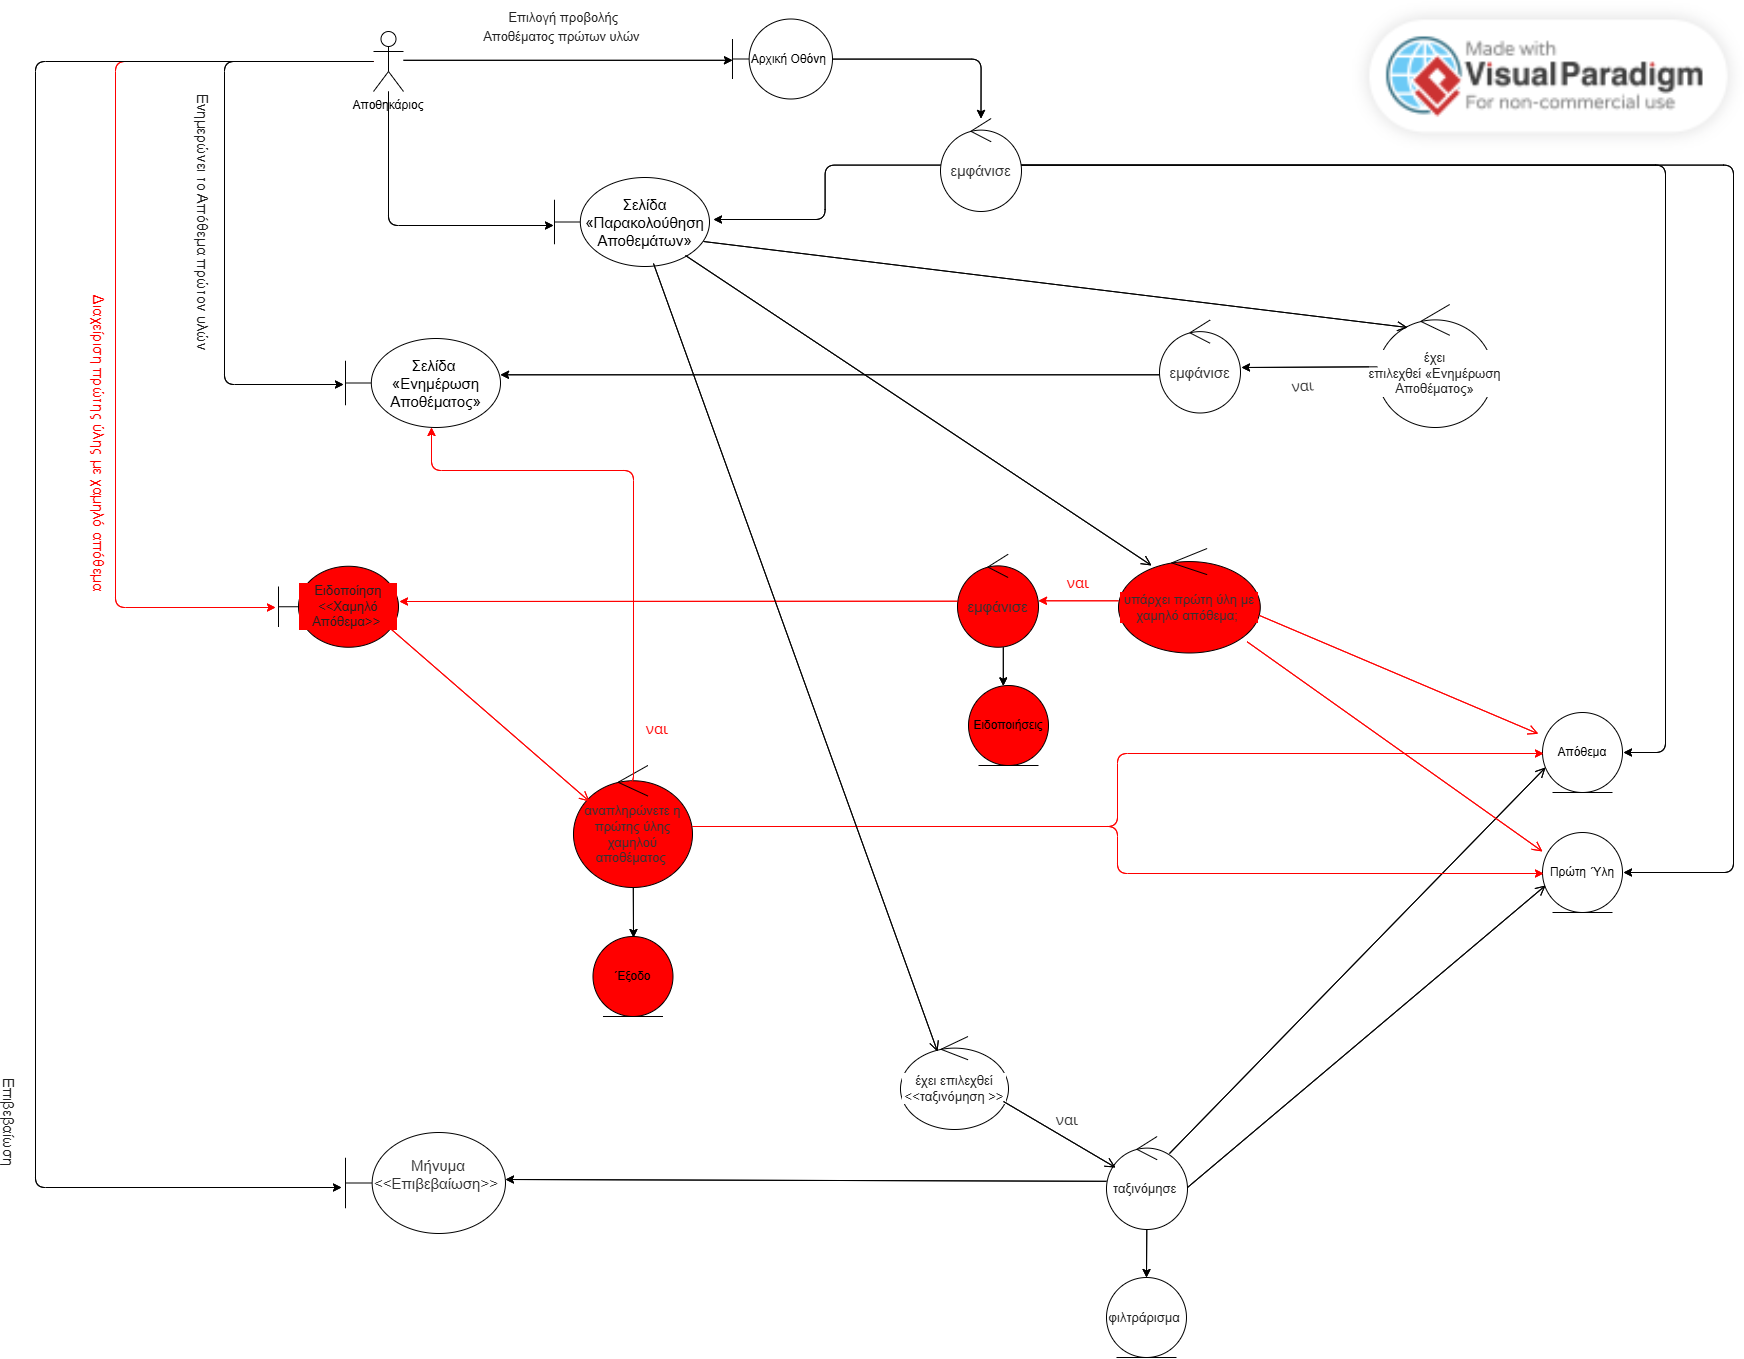 Επιλογή προβολής
Αποθέματος πρώτων υλών
Αρχική Οθόνη
Made with
Visual Paradigm
For non-commercial use
Αποθηκάριος
εμφάνισε
Σελίδα
«Παρακολούθηση
Αποθεμάτων»
Ενημερώνει το Απόθεμα πρώτον υλών
Διαχείριση πρώτης ύλης με χαμηλό απόθεμα
Σελίδα
«Ενημέρωση
Αποθέματος»
εμφάνισε
ναι
έχει
επιλεχθεί «Ενημέρωση
Αποθέματος»
Ειδοποίηση
<<Χαμηλό
Απόθεμα>>
εμφάνισε
ναι
υπάρχει πρώτη ύλη με
χαμηλό απόθεμα;
Ειδοποιήσεις
ναι
Απόθεμα
αναπληρώνετε η
πρώτης ύλης
χαμηλού
αποθέματος
Πρώτη Ύλη
Έξοδο
Επιβεβαίωση
έχει επιλεχθεί
<<ταξινόμηση >>
ναι
Μήνυμα
<<Επιβεβαίωση>>
ταξινόμησε
φιλτράρισμα